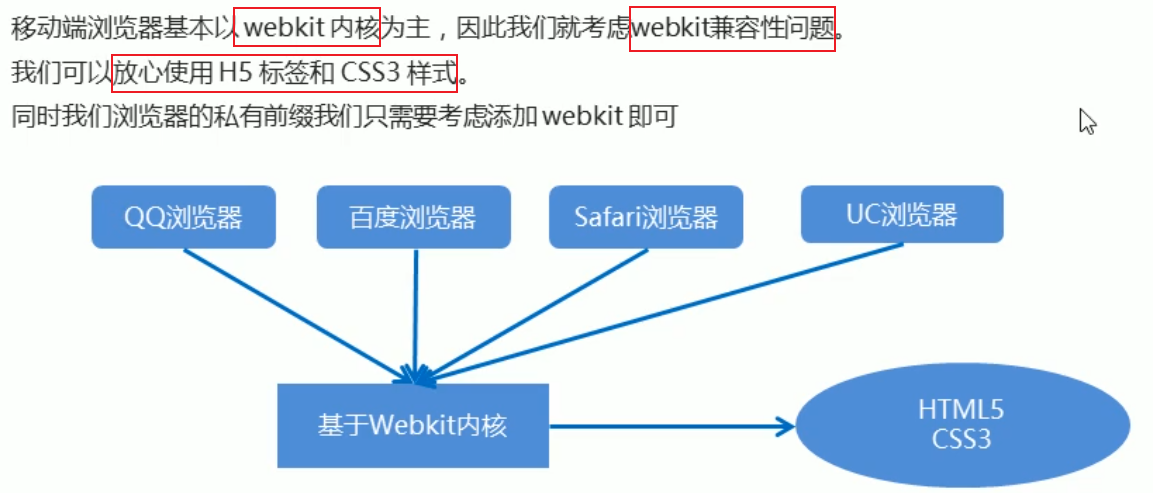 移动端浏览器基本以 webkit 内核为主，因此我们就考虑webkit兼容性问题。
我们可以放心使用 H5 标签和 CSS3 样式。
同时我们浏览器的私有前缀我们只需要考虑添加 webkit 即可
QQ浏览器
百度浏览器
Safari浏览器
UC浏览器
基于Webkit内核
HTML5
CSS3